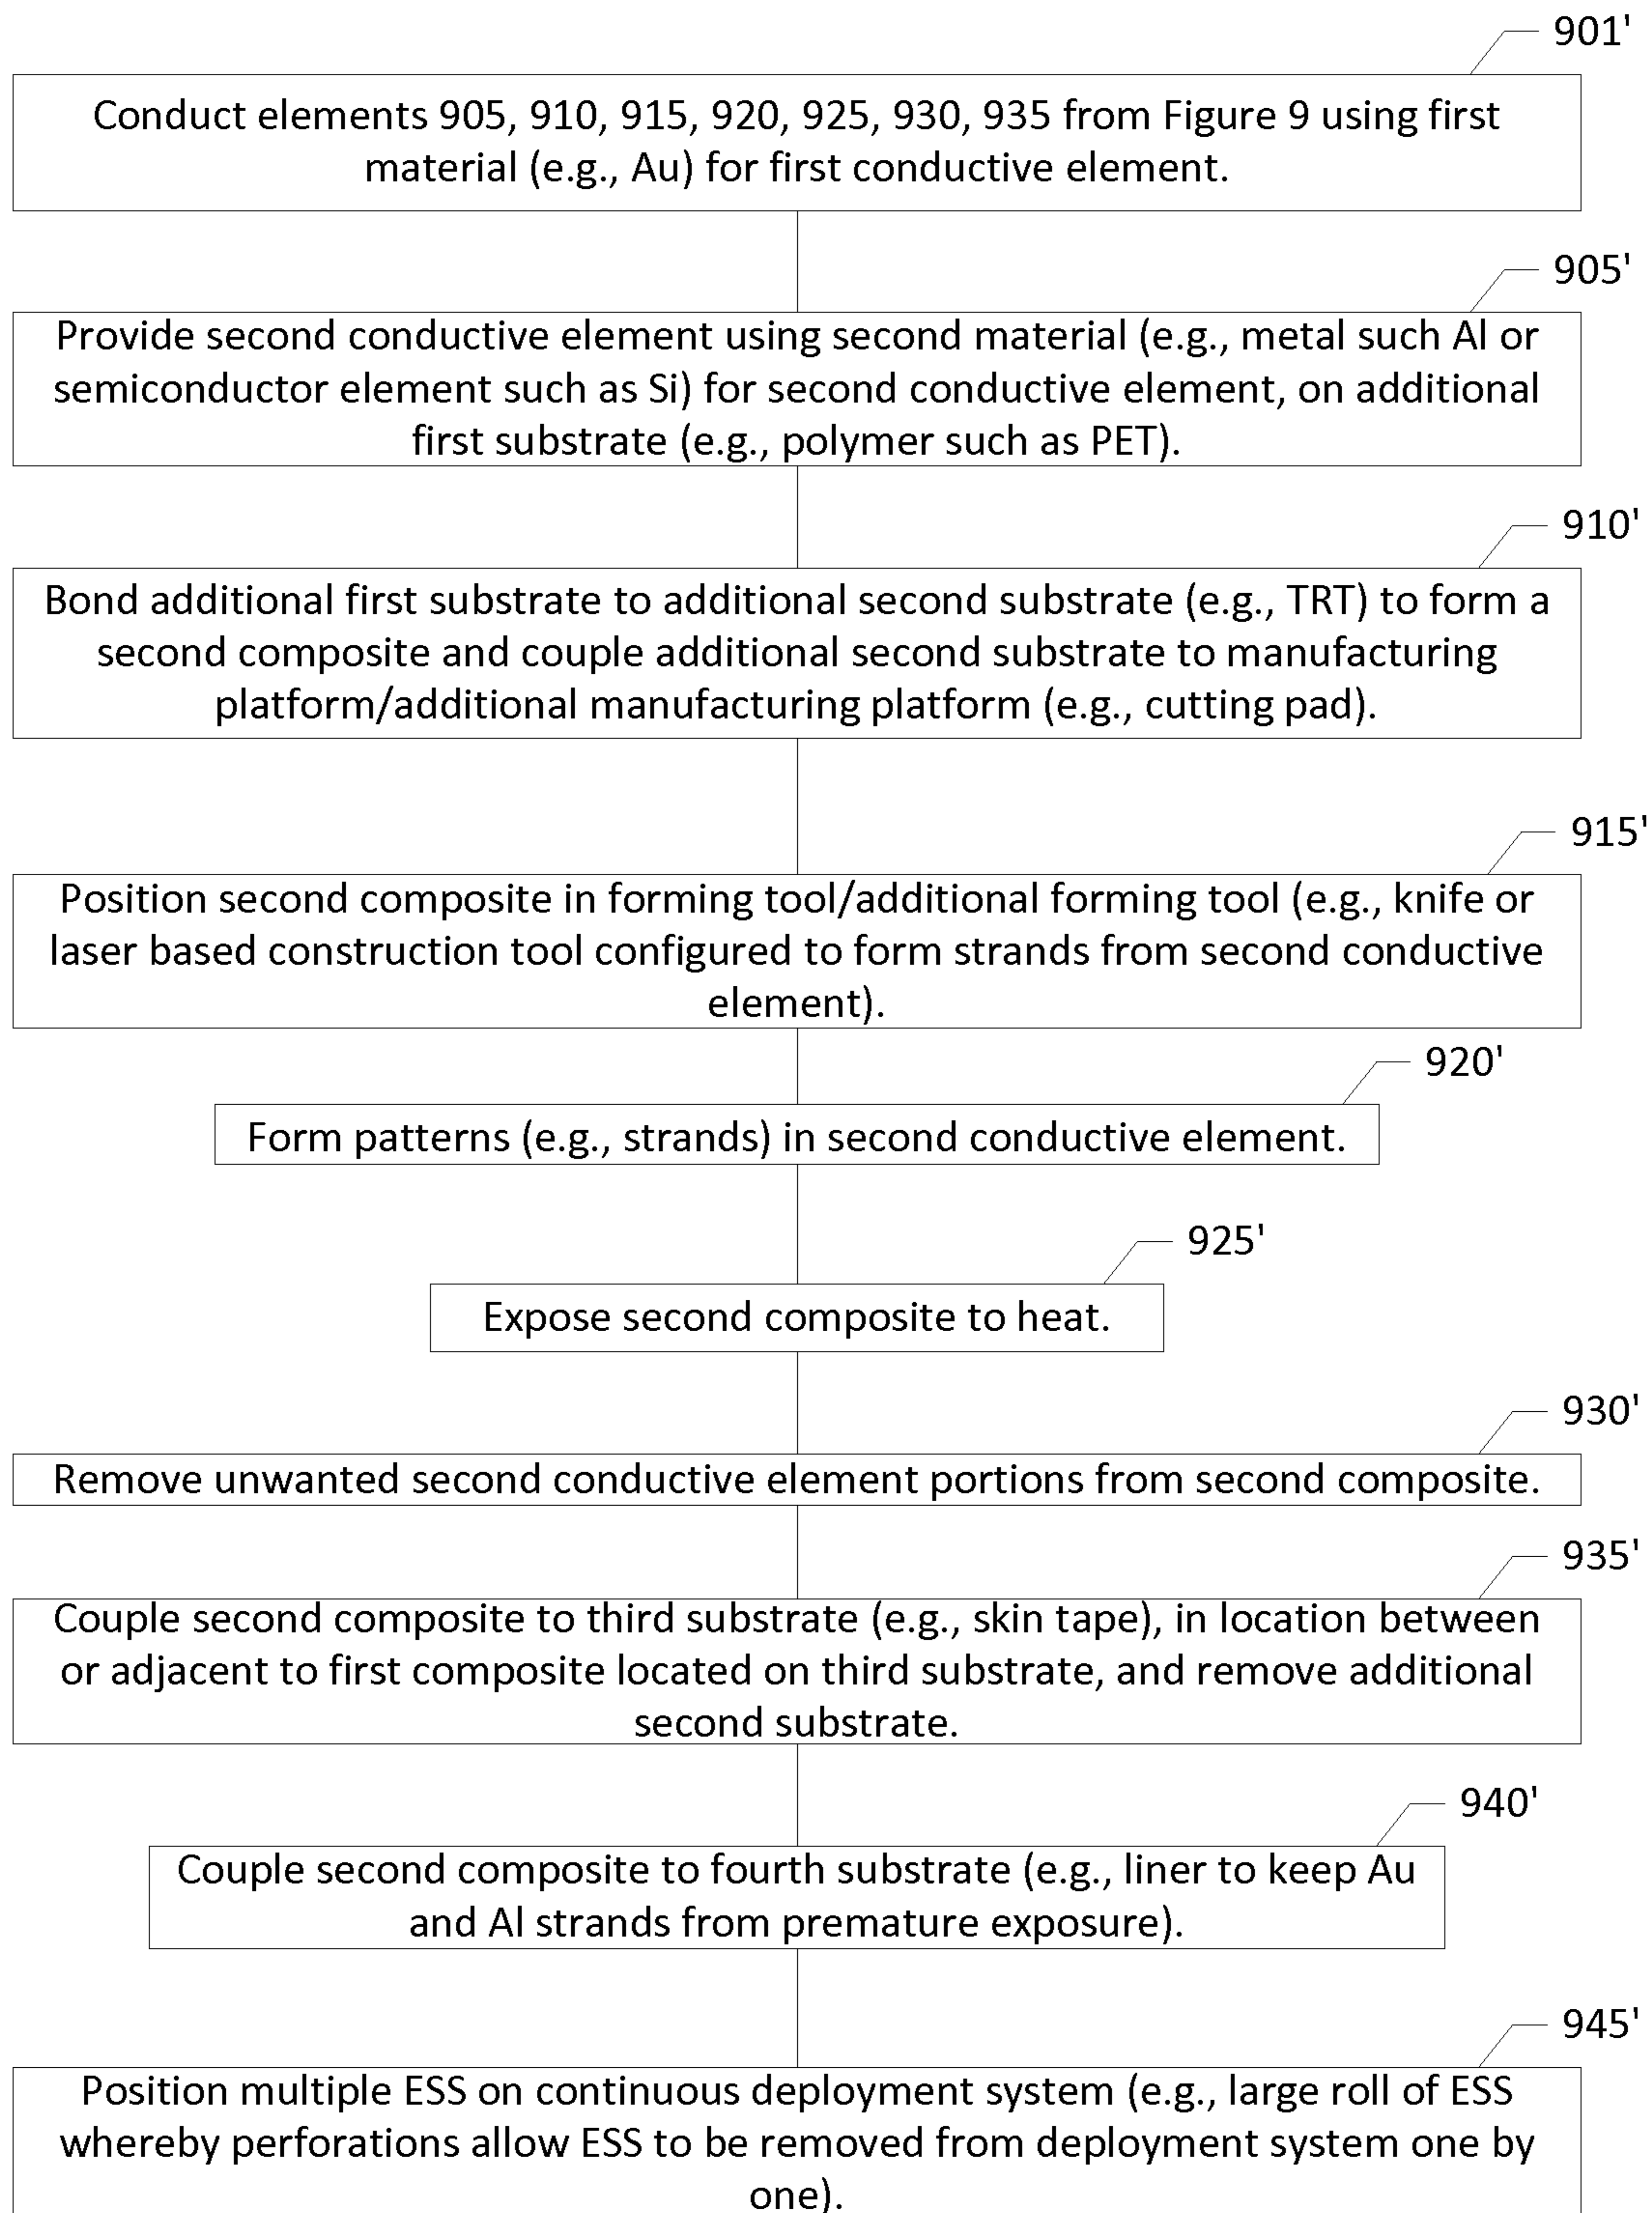 901'
Conduct elements 905, 910, 915, 920, 925, 930, 935 from Figure 9 using first
material (e.g., Au) for first conductive element.
905'
Provide second conductive element using second material (e.g., metal such Al or
semiconductor element such as Si) for second conductive element, on additional
first substrate (e.g., polymer such as PET).
910'
Bond additional first substrate to additional second substrate (e.g., TRT) to form a
second composite and couple additional second substrate to manufacturing
platform/additional manufacturing platform (e.g., cutting pad).
915'
Position second composite in forming tool/additional forming tool (e.g., knife or
laser based construction tool configured to form strands from second conductive
element).
920'
Form patterns (e.g., strands) in second conductive element.
925'
Expose second composite to heat.
930'
Remove unwanted second conductive element portions from second composite.
935'
Couple second composite to third substrate (e.g., skin tape), in location between
or adjacent to first composite located on third substrate, and remove additional
second substrate.
940'
Couple second composite to fourth substrate (e.g., liner to keep Au
and Al strands from premature exposure).
945'
Position multiple ESS on continuous deployment system (e.g., large roll of ESS
whereby perforations allow ESS to be removed from deployment system one by
one).